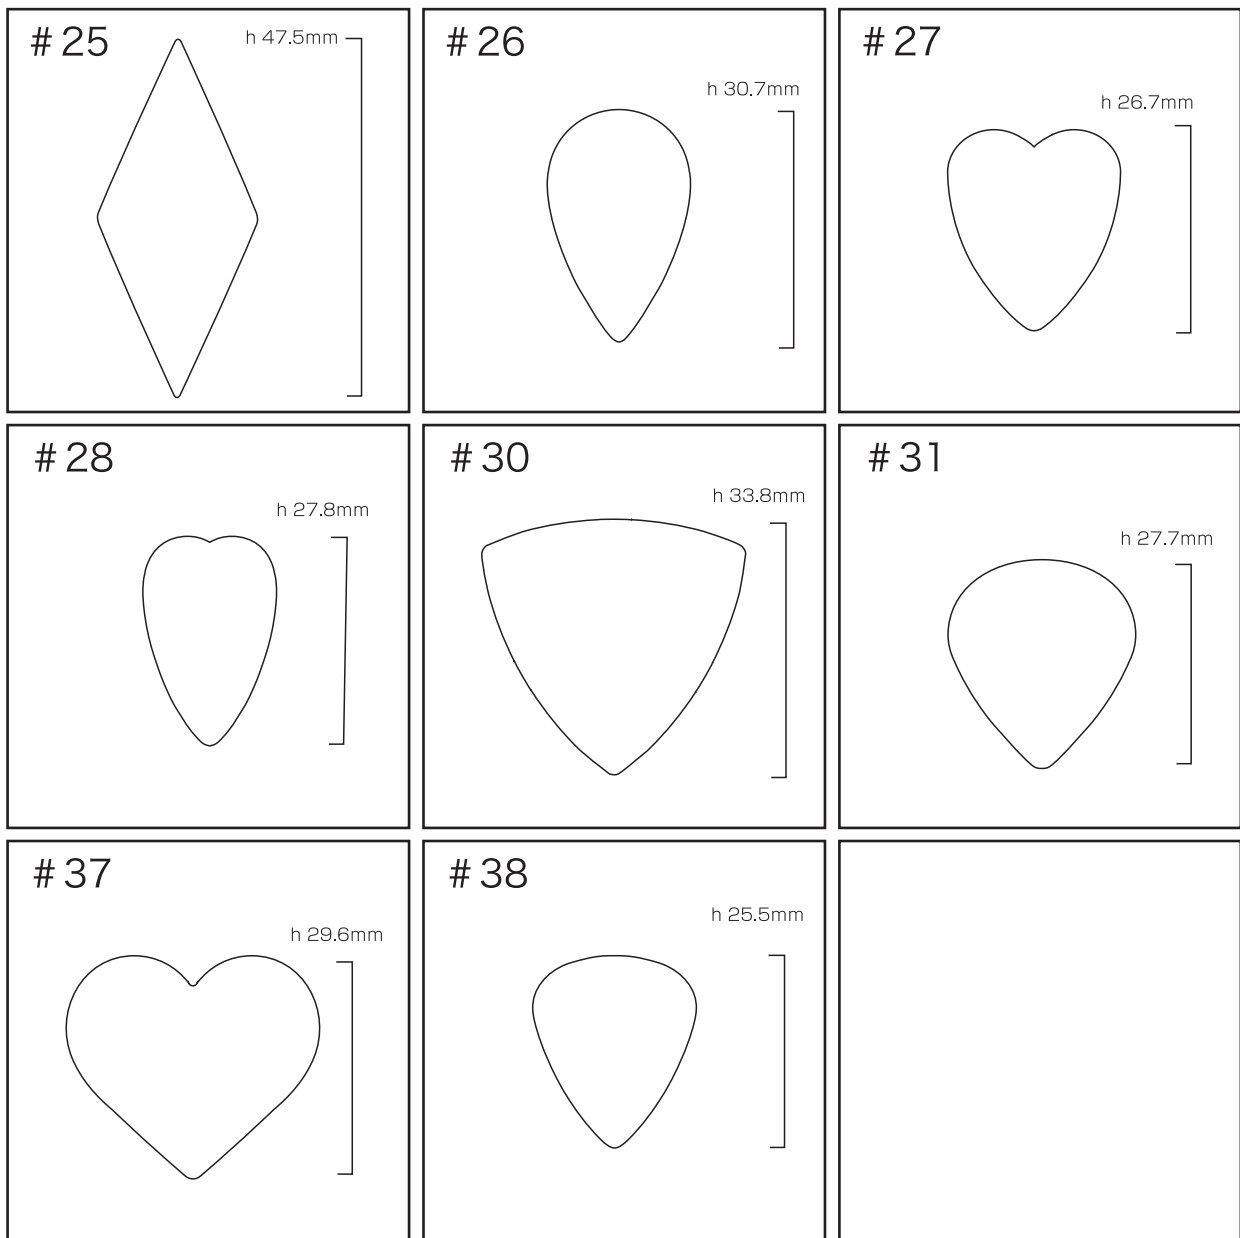 # 25
h 47.5mm
# 26
h 30.7mm
# 27
h 26.7mm
# 28
h 27.8mm
# 30
h 33.8mm
# 31
h 27.7mm
# 37
h 29.6mm
# 38
h 25.5mm